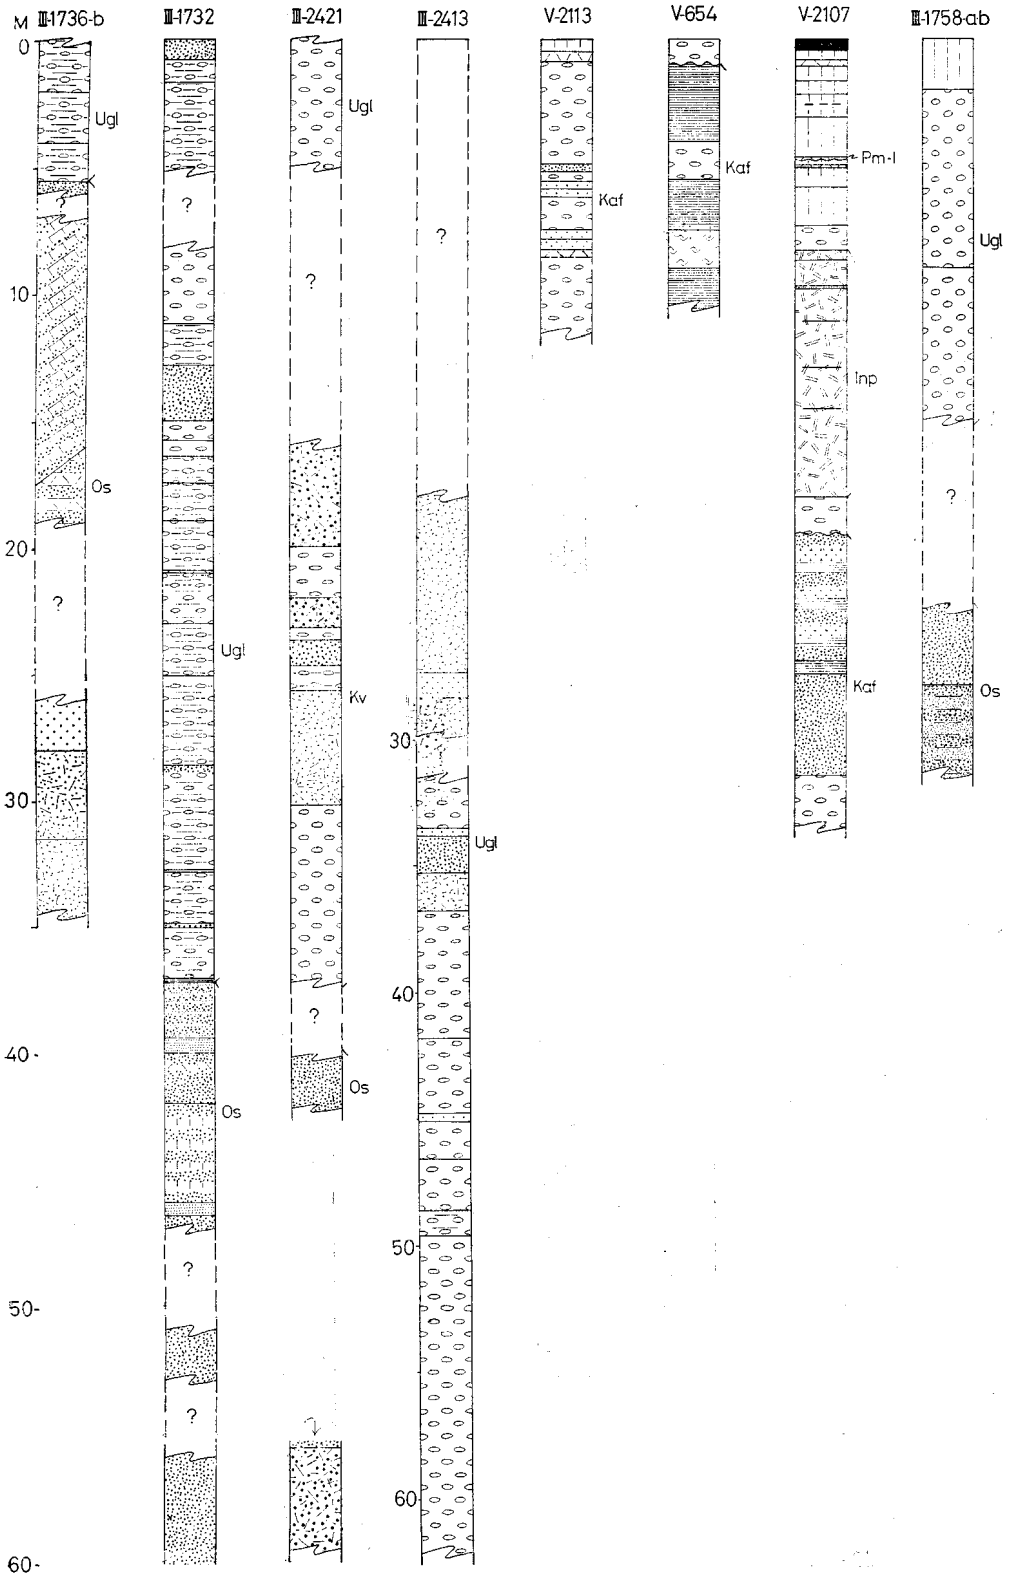 M III-1736-b III-1732 III-2421 III-2413 V-2113 V-654 V-2107 III-1758-a-b
0
Ugl
Ugl
Kaf
Kaf
Pm-I
Ugl
?
?
?
?
10
Inp
Os
?
20
?
Ugl
Kv
Kaf
Os
30
30
Ugl
40
?
40
Os
Os
50
?
50
?
60
60